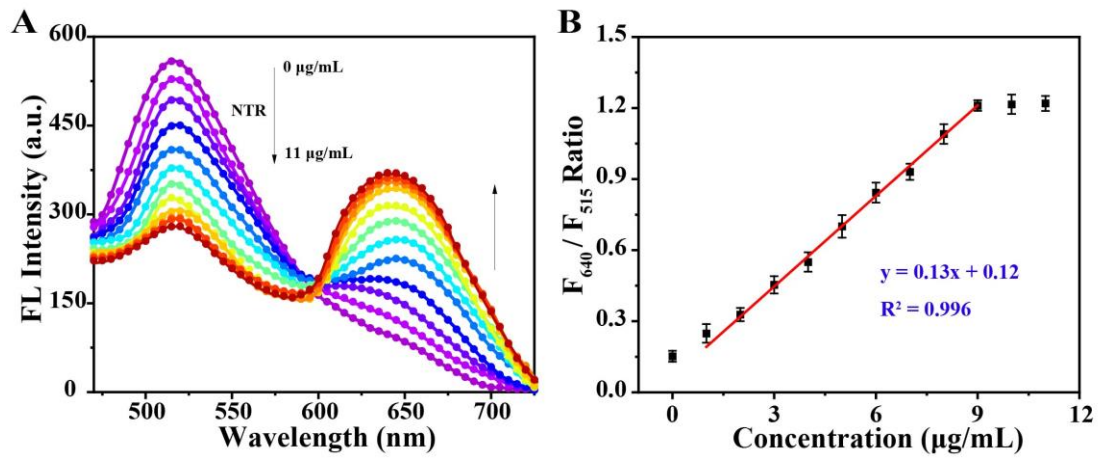 A
FL Intensity (a.u.)
600
450
300
150
0
0 µg/mL
NTR
11 µg/mL
500
550
600
650
700
Wavelength (nm)
B
F640 / F515 Ratio
1.5
1.2
0.9
0.6
0.3
0.0
y = 0.13x + 0.12
R² = 0.996
0
3
6
9
12
Concentration (µg/mL)